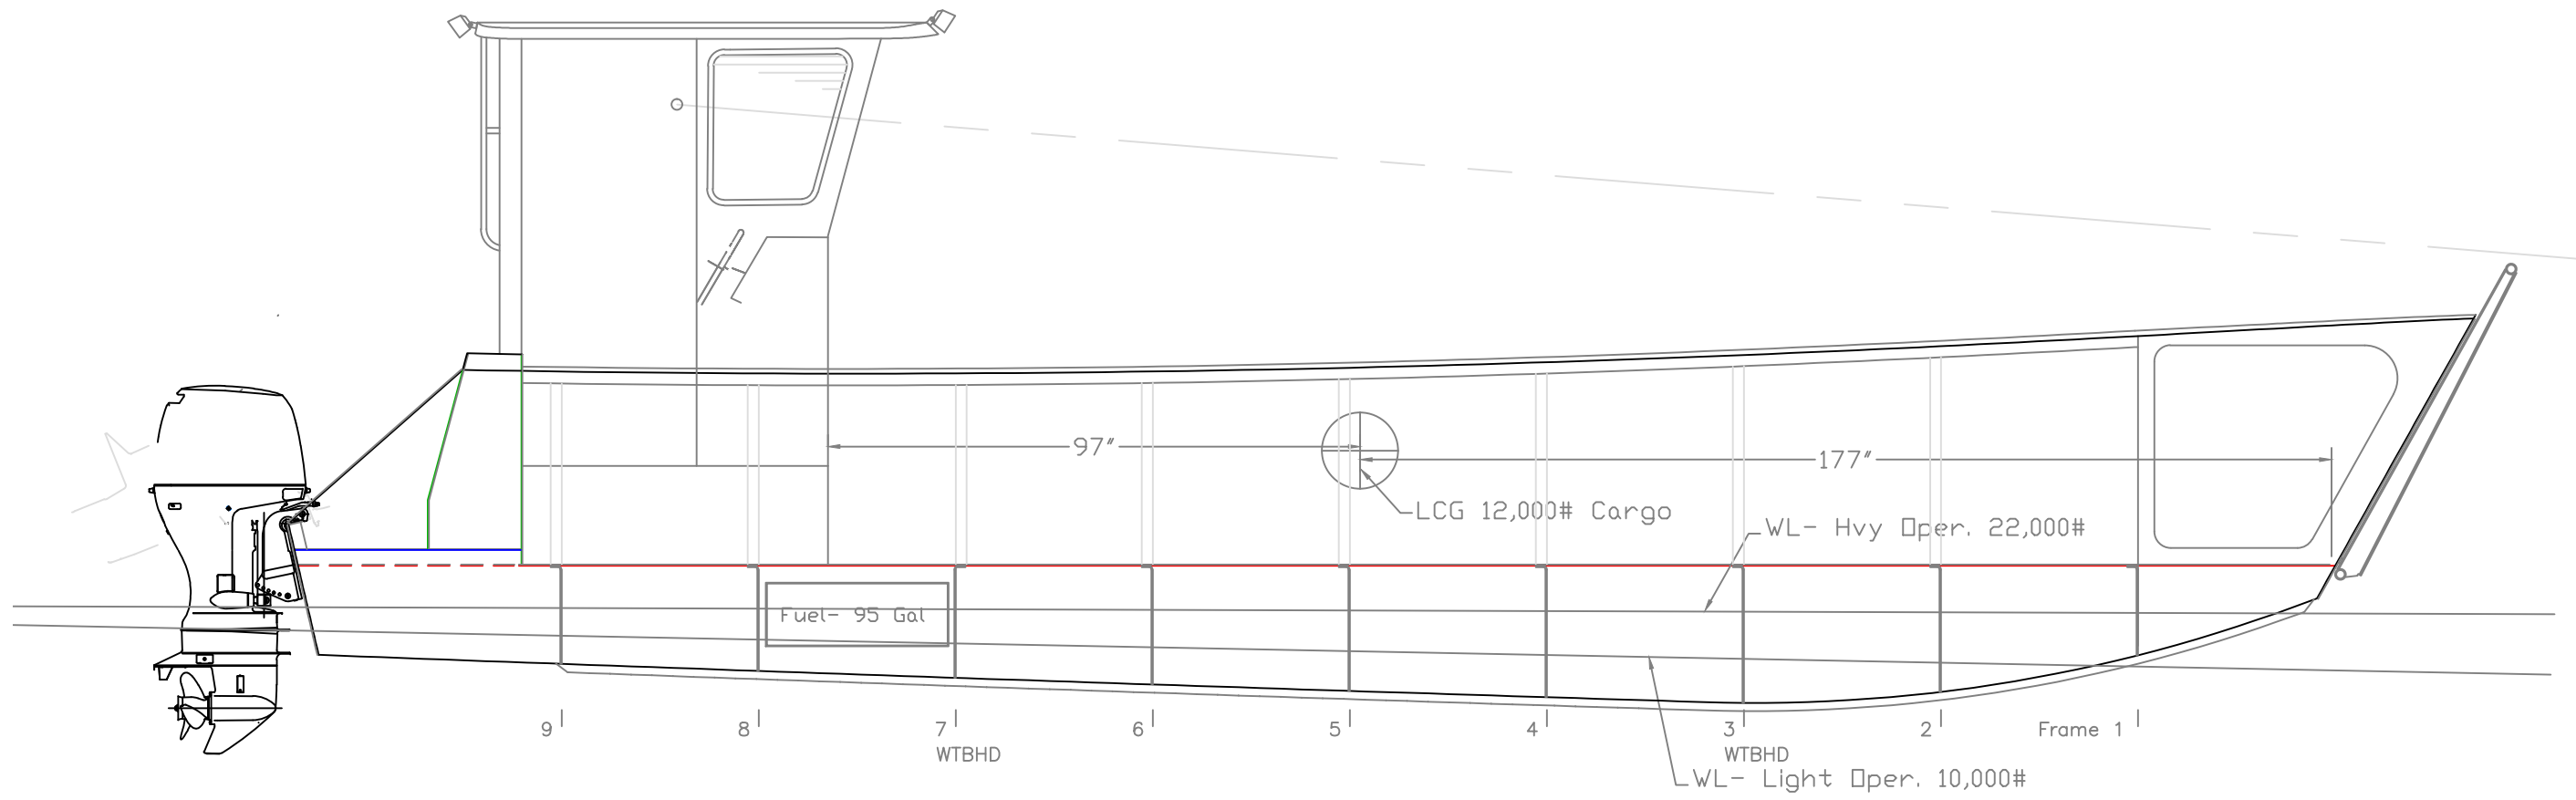 97"
177"
LCG 12,000# Cargo
WL- Hvy Oper. 22,000#
Fuel- 95 Gal
9 8 7 6 5 4 3 2 Frame 1
WTBHD WTBHD
WL- Light Oper. 10,000#